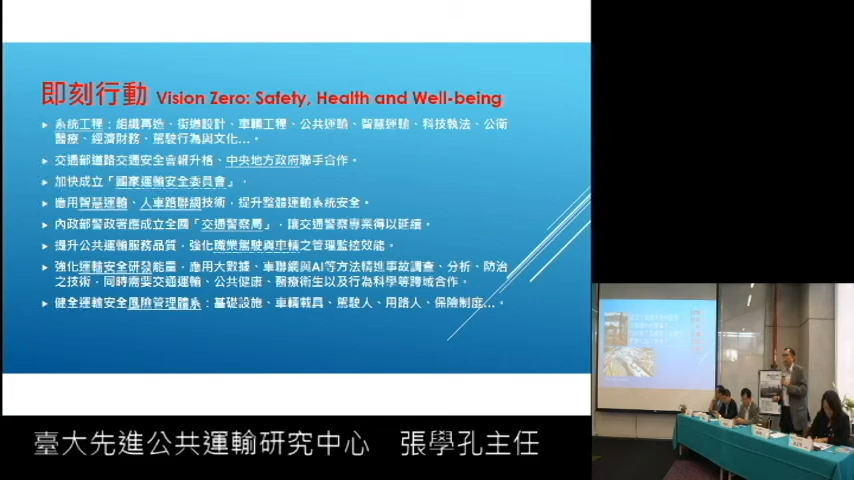 即刻行動 Vision Zero: Safety, Health and Well-being
系統工程：組織再造、街道設計、車輛工程、公共運輸、智慧運輸、科技執法、公衛
醫療、經濟財務、駕駛行為與文化…。
交通部道路交通安全會報升格、中央地方政府聯手合作。
加快成立「國家運輸安全委員會」。
應用智慧運輸、人車路聯網技術，提升整體運輸系統安全。
內政部警政署應成立全國「交通警察局」，讓交通警察專業得以延續。
提升公共運輸服務品質，強化職業駕駛與車輛之管理監控效能。
強化運輸安全研發能量，應用大數據、車聯網與AI等方法精進事故調查、分析、防治
之技術，同時需要交通運輸、公共健康、醫療衛生以及行為科學等跨域合作。
健全運輸安全風險管理體系：基礎設施、車輛載具、駕駛人、用路人、保險制度…。
臺大先進公共運輸研究中心 張學孔主任